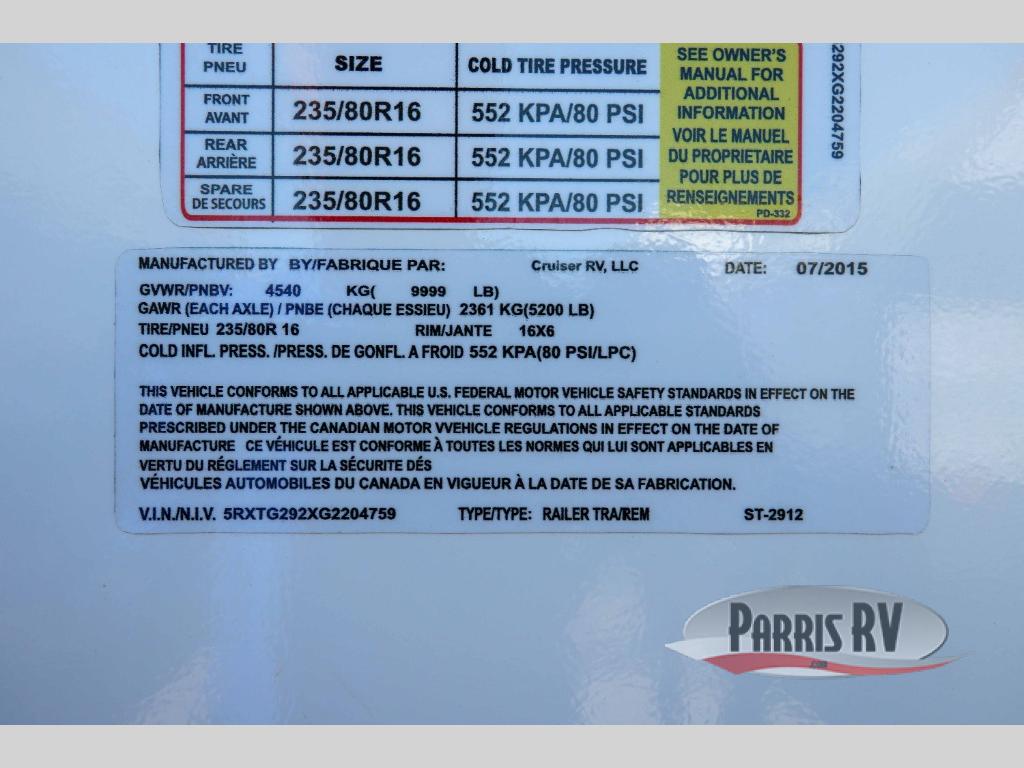 TIRE PNEU SIZE COLD TIRE PRESSURE
FRONT AVANT 235/80R16 552 KPA/80 PSI
REAR ARRIÈRE 235/80R16 552 KPA/80 PSI
SPARE DE SECOURS 235/80R16 552 KPA/80 PSI
SEE OWNER'S
MANUAL FOR
ADDITIONAL
INFORMATION
VOIR LE MANUEL
DU PROPRIETAIRE
POUR PLUS DE
RENSEIGNEMENTS
PD-332
292XG2204759
MANUFACTURED BY BY/FABRIQUE PAR: Cruiser RV, LLC DATE: 07/2015
GVWR/PNBV: 4540 KG( 9999 LB)
GAWR (EACH AXLE) / PNBE (CHAQUE ESSIEU) 2361 KG(5200 LB)
TIRE/PNEU 235/80R 16 RIM/JANTE 16X6
COLD INFL. PRESS. /PRESS. DE GONFL. A FROID 552 KPA(80 PSI/LPC)
THIS VEHICLE CONFORMS TO ALL APPLICABLE U.S. FEDERAL MOTOR VEHICLE SAFETY STANDARDS IN EFFECT ON THE
DATE OF MANUFACTURE SHOWN ABOVE. THIS VEHICLE CONFORMS TO ALL APPLICABLE STANDARDS
PRESCRIBED UNDER THE CANADIAN MOTOR VVEHICLE REGULATIONS IN EFFECT ON THE DATE OF
MANUFACTURE CE VÉHICULE EST CONFORME À TOUTES LES NORMES QUI LUI SONT APPLICABLES EN
VERTU DU RÉGLEMENT SUR LA SÉCURITE DÉS
VÉHICULES AUTOMOBILES DU CANADA EN VIGUEUR À LA DATE DE SA FABRICATION.
V.I.N./N.I.V. 5RXTG292XG2204759 TYPE/TYPE: RAILER TRA/REM ST-2912
PARRIS RV
.com